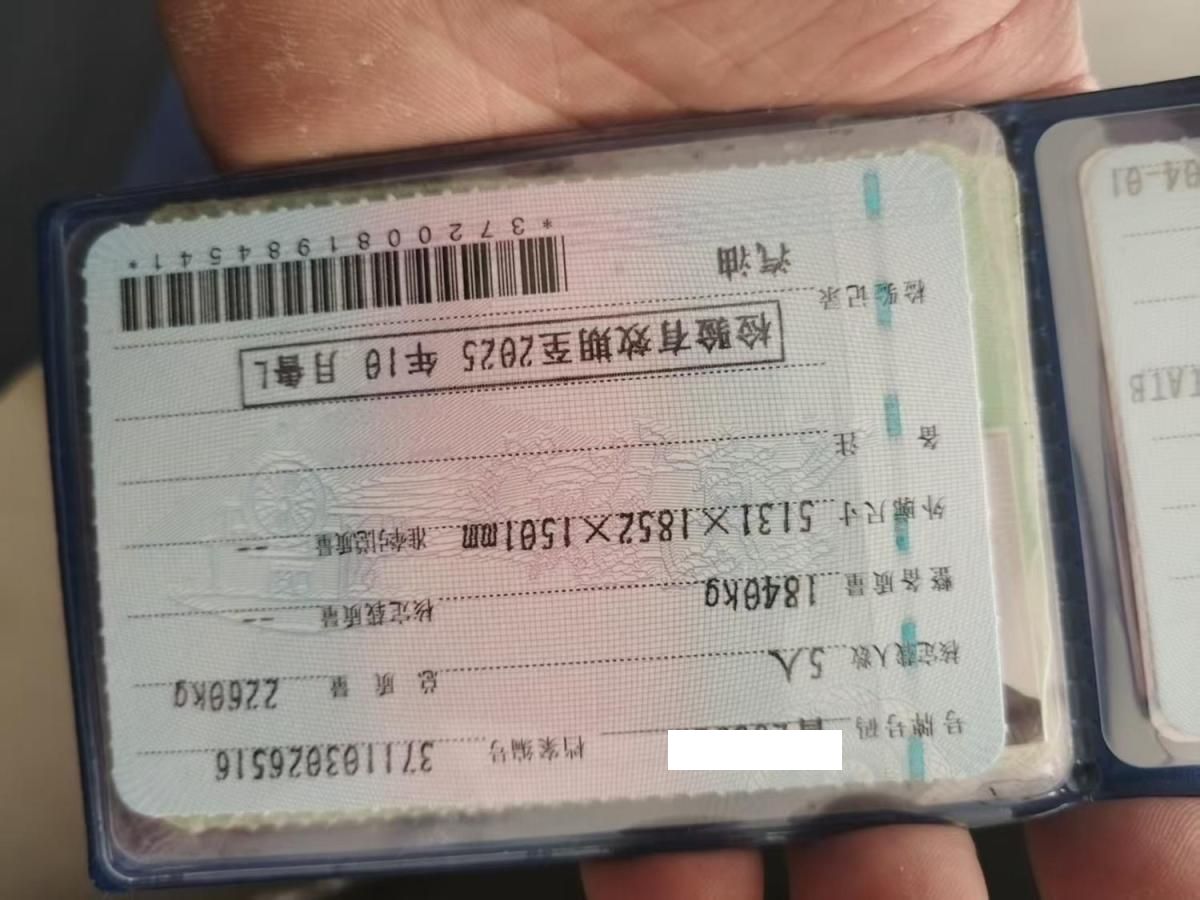 号牌号码 档案编号 371103026516
核定载人数 5人 总质量 2260kg
整备质量 1840kg 核定载质量 --
外廓尺寸 5131×1852×1501mm 准牵引总质量 --
备注
检验有效期至2025年10月鲁L
检验记录
汽油
*3720081984541*
04-01